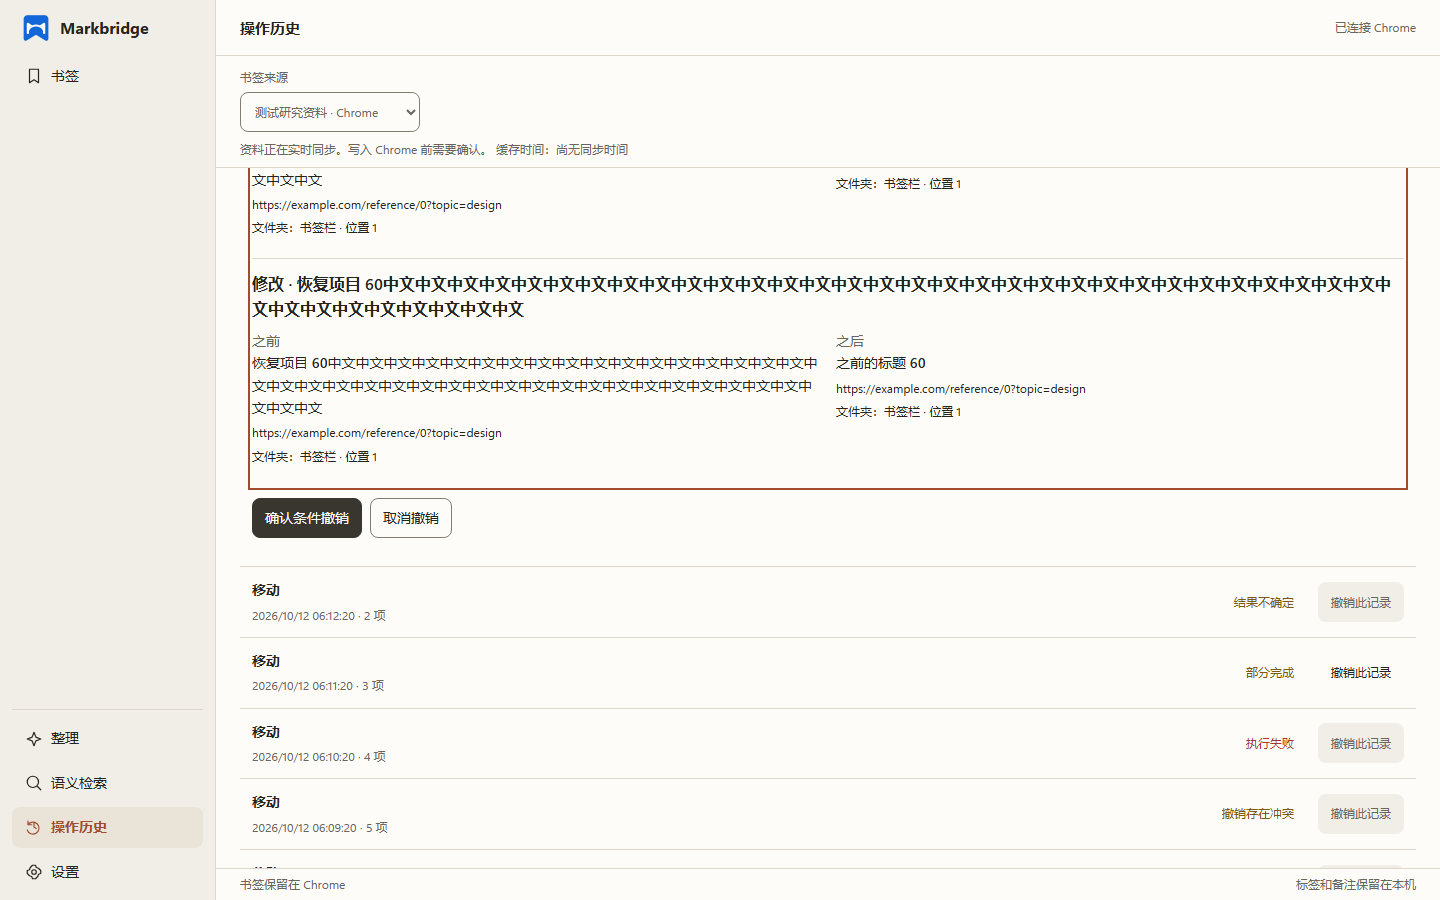 Markbridge
书签
操作历史
已连接 Chrome
书签来源
测试研究资料 · Chrome
资料正在实时同步。写入 Chrome 前需要确认。 缓存时间：尚无同步时间
文中文中文
https://example.com/reference/0?topic=design
文件夹：书签栏 · 位置 1
文件夹：书签栏 · 位置 1
修改 · 恢复项目 60中文中文中文中文中文中文中文中文中文中文中文中文中文中文中文中文中文中文中文中文中文中文中文中文中文中文中文中文中文中文中文中
文中文中文中文中文中文中文中文中文
之前
恢复项目 60中文中文中文中文中文中文中文中文中文中文中文中文中文中文中文中文中文中
文中文中文中文中文中文中文中文中文中文中文中文中文中文中文中文中文中文中文中文中
文中文中文
https://example.com/reference/0?topic=design
文件夹：书签栏 · 位置 1
之后
之前的标题 60
https://example.com/reference/0?topic=design
文件夹：书签栏 · 位置 1
确认条件撤销
取消撤销
移动
2026/10/12 06:12:20 · 2 项
结果不确定
撤销此记录
移动
2026/10/12 06:11:20 · 3 项
部分完成
撤销此记录
移动
2026/10/12 06:10:20 · 4 项
执行失败
撤销此记录
移动
2026/10/12 06:09:20 · 5 项
撤销存在冲突
撤销此记录
整理
语义检索
操作历史
设置
书签保留在 Chrome
标签和备注保留在本机